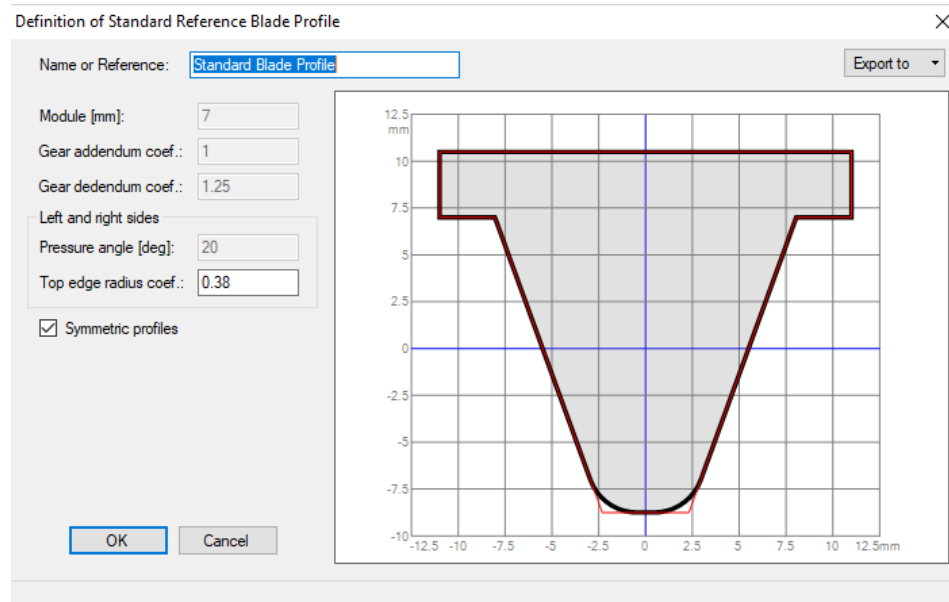 Definition of Standard Reference Blade Profile
Name or Reference: Standard Blade Profile
Export to
Module [mm]: 7
Gear addendum coef.: 1
Gear dedendum coef.: 1.25
Left and right sides
Pressure angle [deg]: 20
Top edge radius coef.: 0.38
Symmetric profiles
OK Cancel
12.5
mm
10
7.5
5
2.5
0
-2.5
-5
-7.5
-10
-12.5 -10 -7.5 -5 -2.5 0 2.5 5 7.5 10 12.5mm